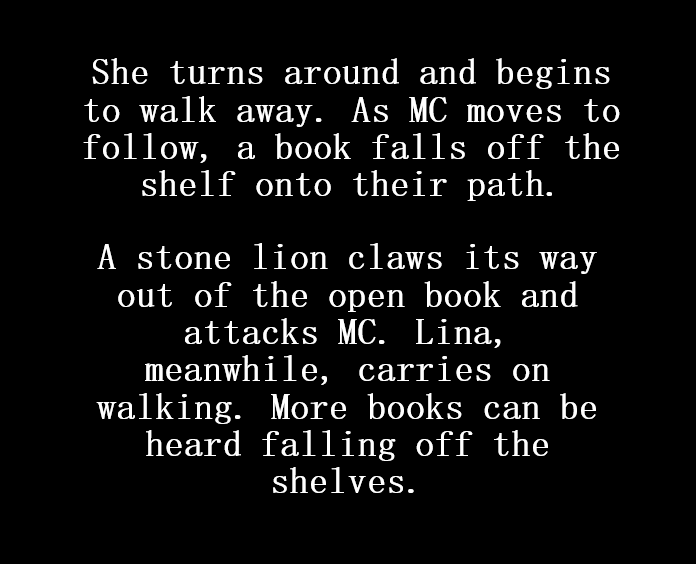 She turns around and begins
to walk away. As MC moves to
follow, a book falls off the
shelf onto their path.
A stone lion claws its way
out of the open book and
attacks MC. Lina,
meanwhile, carries on
walking. More books can be
heard falling off the
shelves.